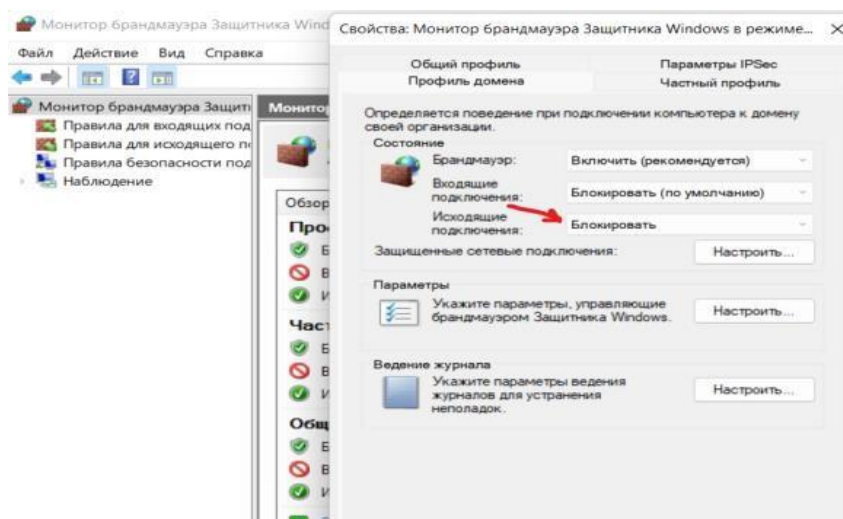 Монитор брандмауэра Защитника Wind
Файл Действие Вид Справка
Монитор брандмауэра Защит
Правила для входящих под
Правила для исходящего п
Правила безопасности под
Наблюдение
Монитор
Обзор
Про
Б
В
И
Час
Б
В
И
Общ
Б
В
И
Свойства: Монитор брандмауэра Защитника Windows в режиме...
Общий профиль
Параметры IPSec
Профиль домена
Частный профиль
Определяется поведение при подключении компьютера к домену
своей организации.
Состояние
Брандмауэр:
Включить (рекомендуется)
Входящие
подключения:
Блокировать (по умолчанию)
Исходящие
подключения:
Блокировать
Защищенные сетевые подключения:
Настроить...
Параметры
Укажите параметры, управляющие
брандмауэром Защитника Windows.
Настроить...
Ведение журнала
Укажите параметры ведения
журналов для устранения
неполадок.
Настроить...